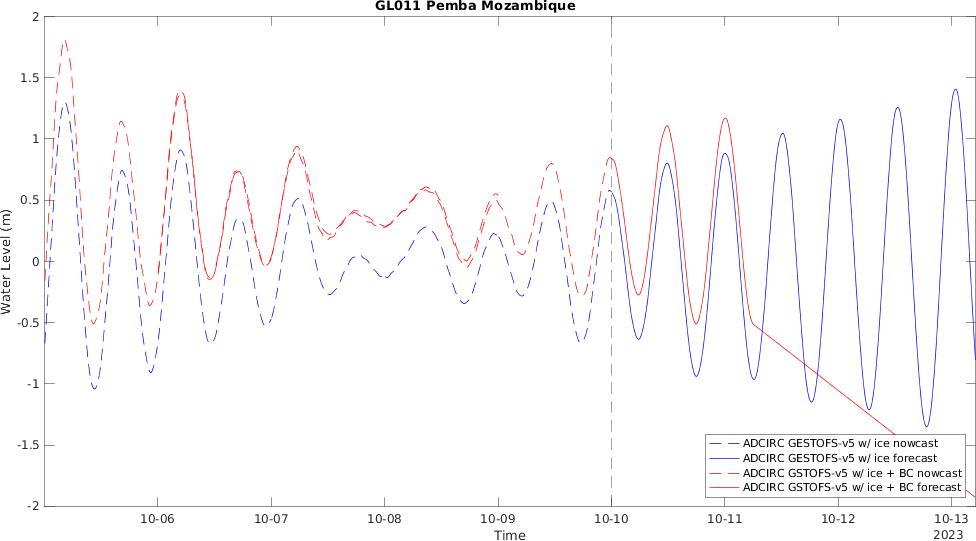 GL011 Pemba Mozambique
Water Level (m)
2
1.5
1
0.5
0
-0.5
-1
-1.5
-2
ADCIRC GESTOFS-v5 w/ ice nowcast
ADCIRC GESTOFS-v5 w/ ice forecast
ADCIRC GSTOFS-v5 w/ ice + BC nowcast
ADCIRC GSTOFS-v5 w/ ice + BC forecast
10-06 10-07 10-08 10-09 10-10 10-11 10-12 10-13
2023
Time